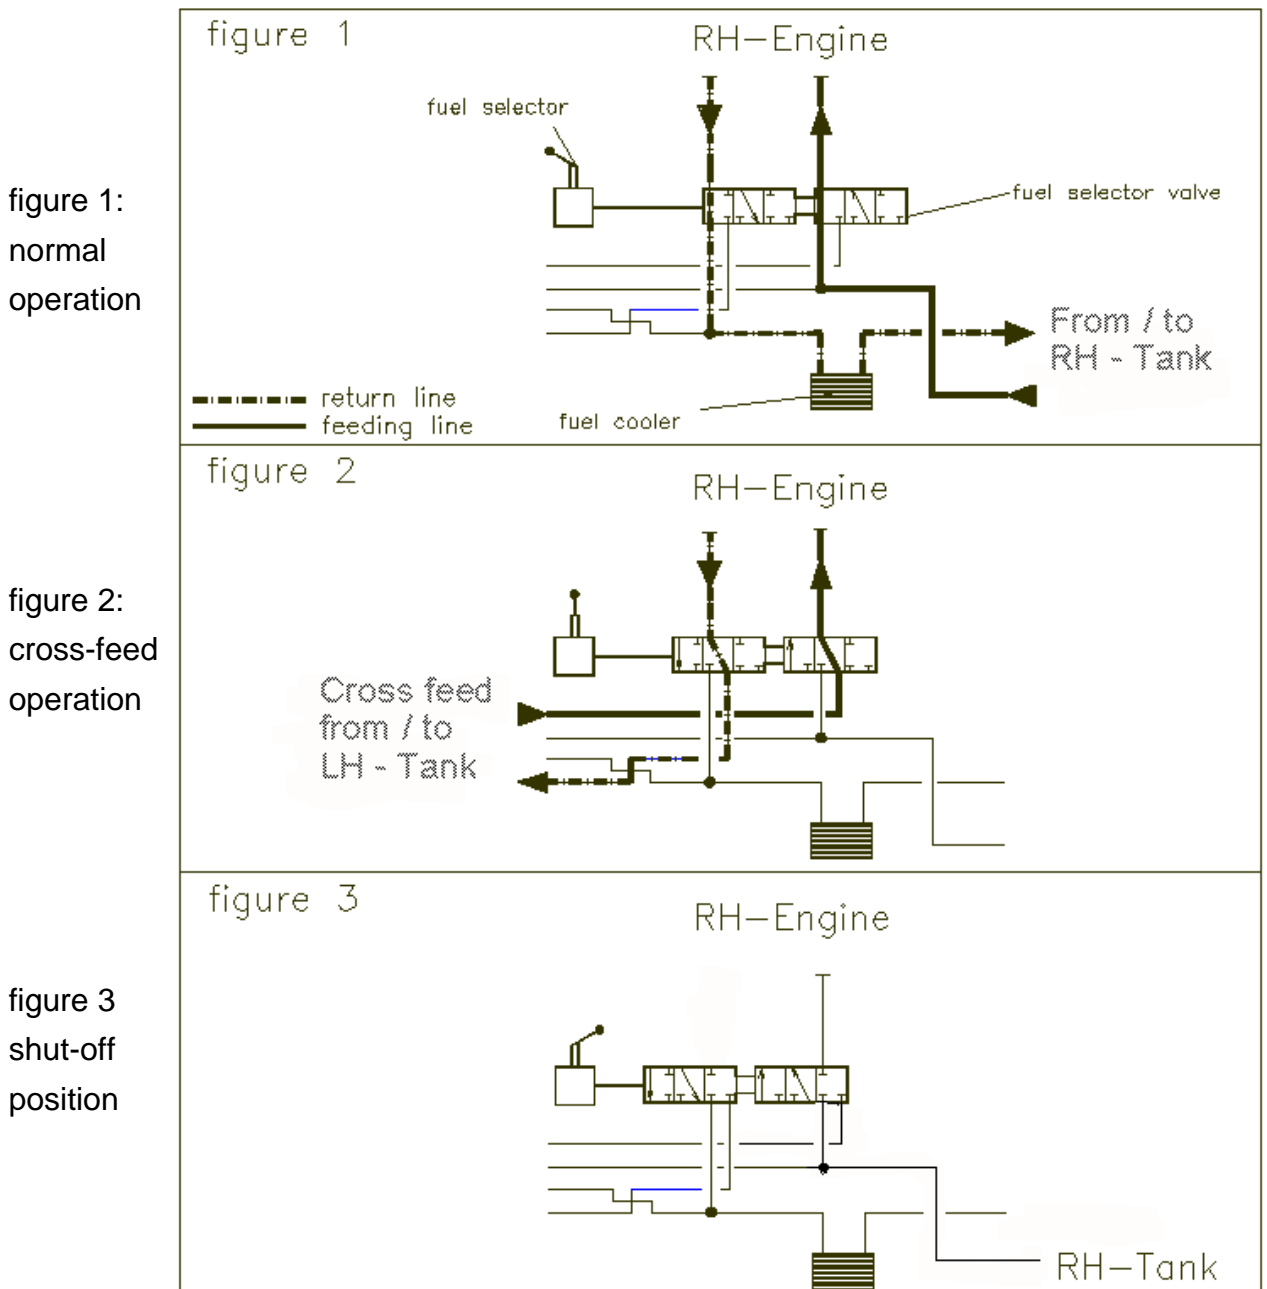 figure 1
RH-Engine
fuel selector
figure 1:
normal
operation
fuel selector valve
From / to
RH - Tank
return line
feeding line
fuel cooler
figure 2
RH-Engine
figure 2:
cross-feed
operation
Cross feed
from / to
LH - Tank
figure 3
RH-Engine
figure 3
shut-off
position
RH-Tank